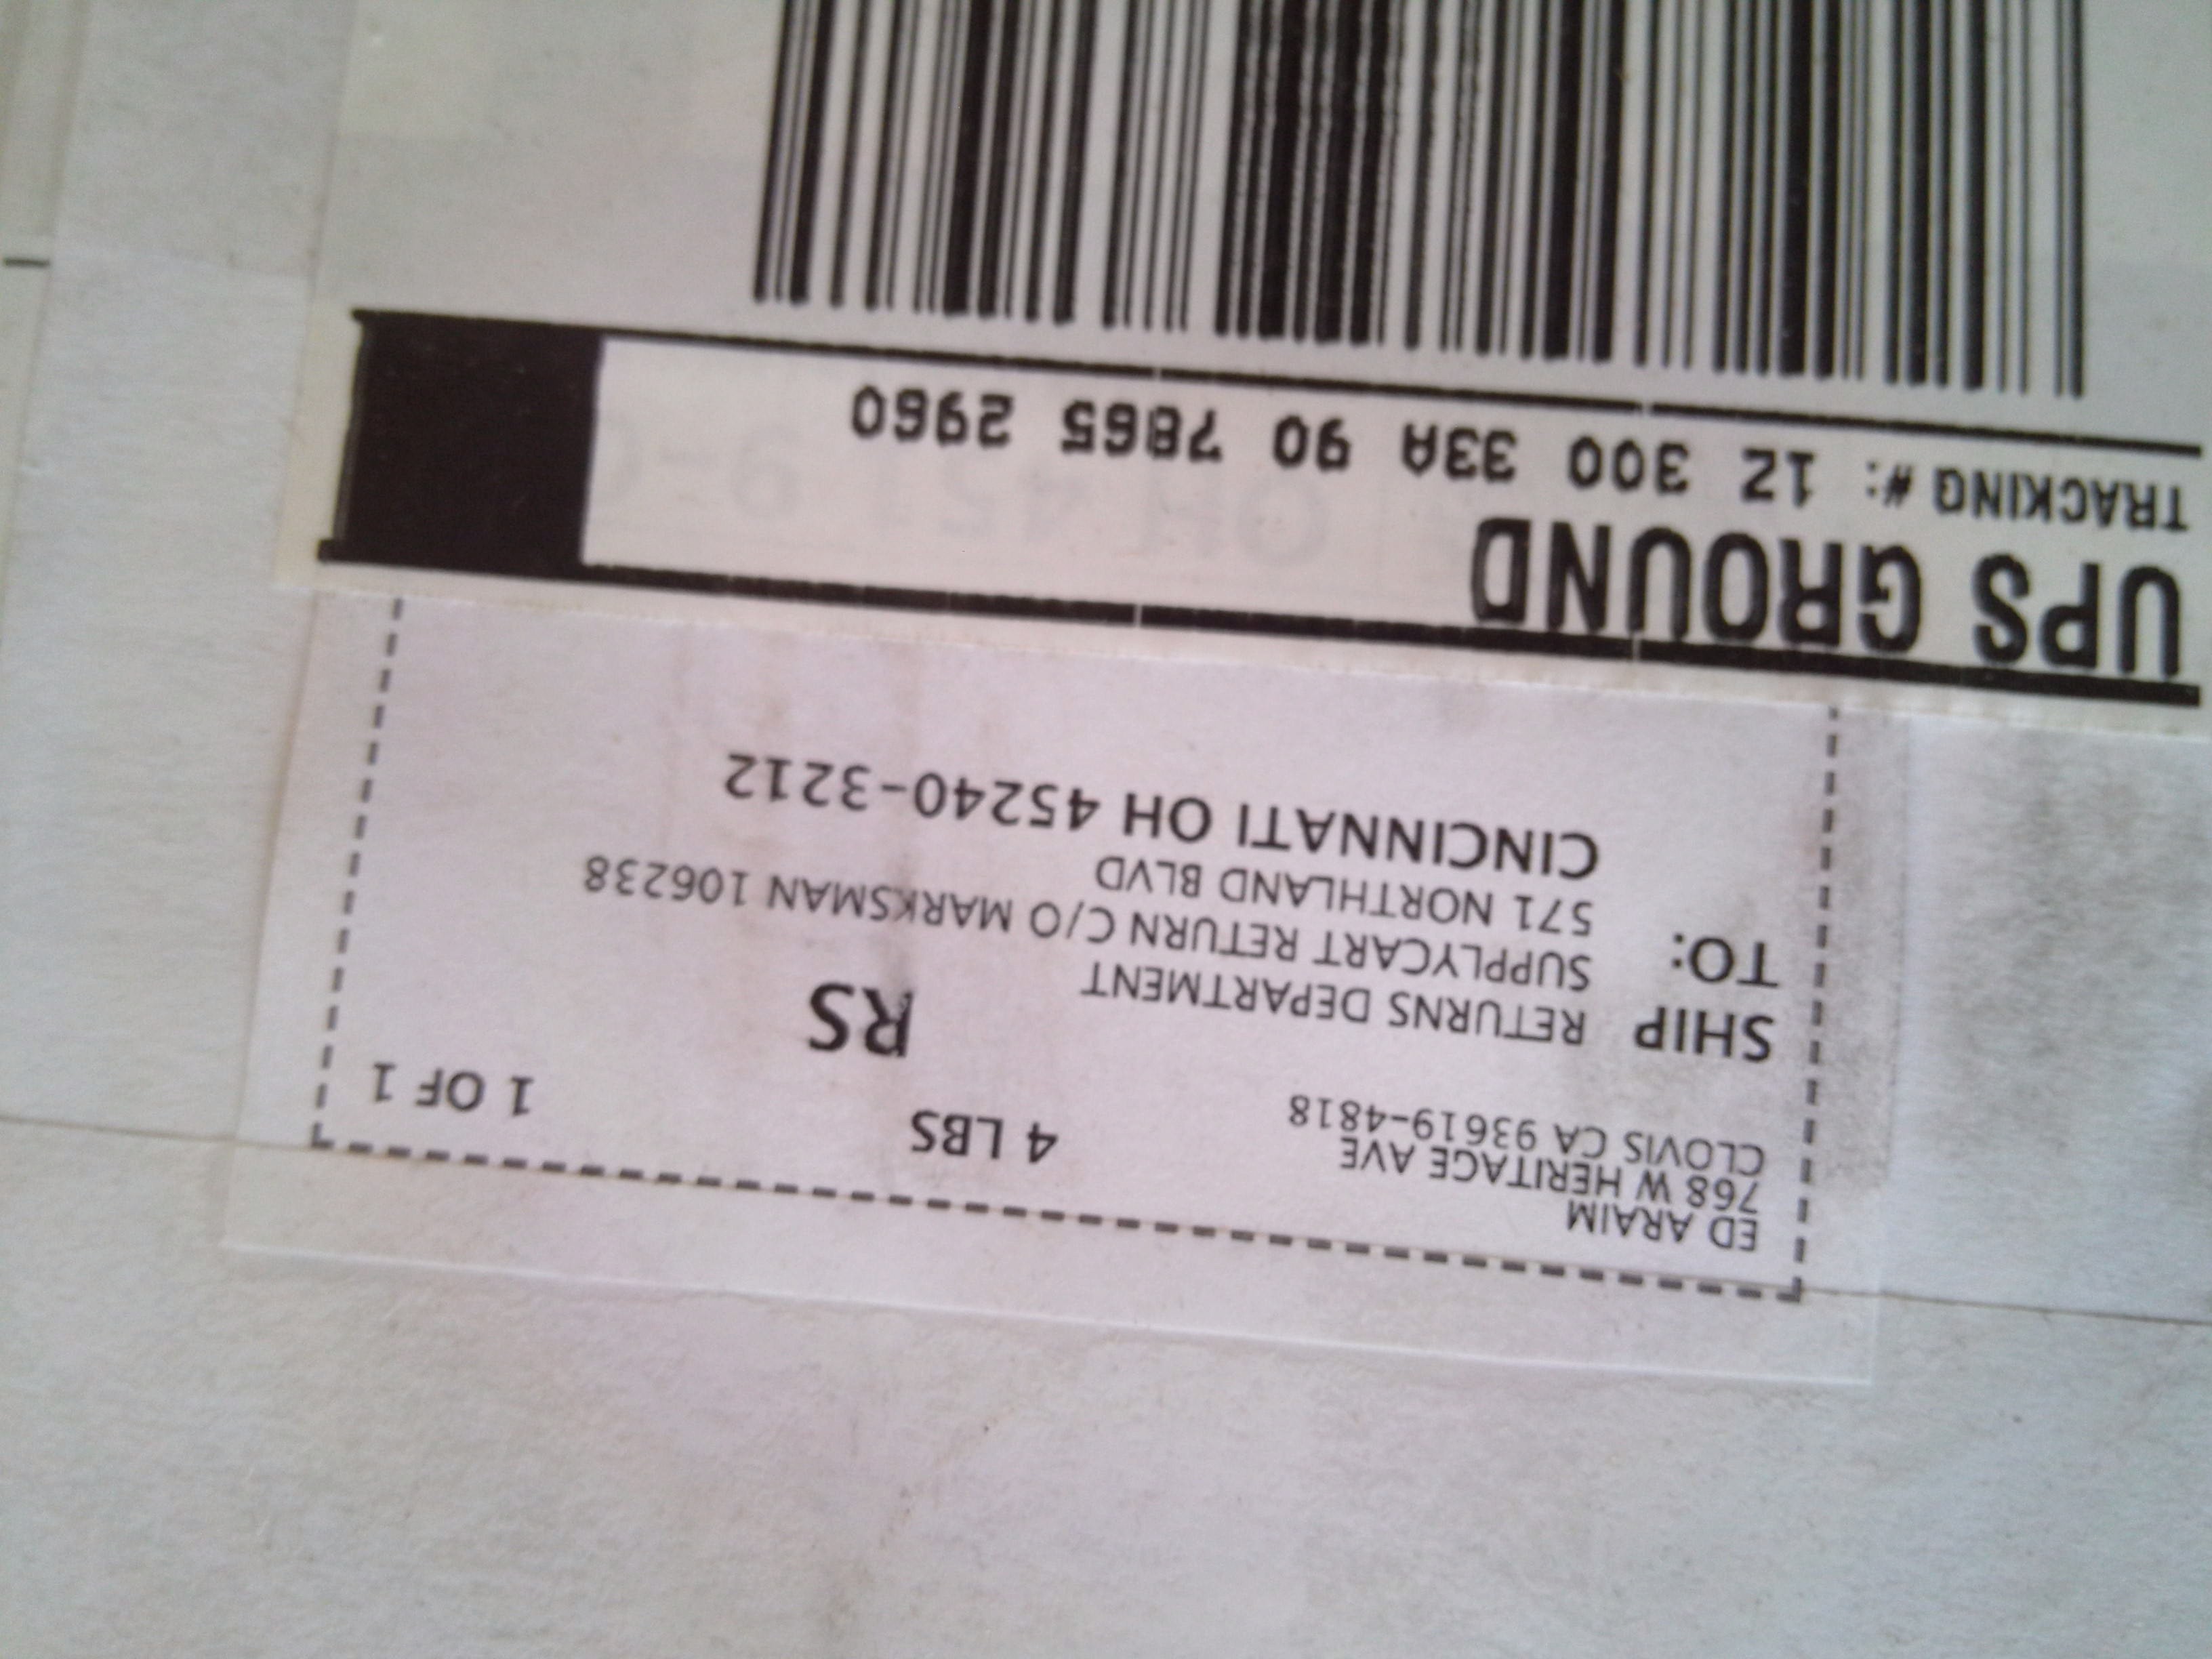 ED ARAIM
768 W HERITAGE AVE
CLOVIS CA 93619-4818
4 LBS
1 OF 1
RS
SHIP TO:
RETURNS DEPARTMENT
SUPPLYCART RETURN C/O MARKSMAN 106238
571 NORTHLAND BLVD
CINCINNATI OH 45240-3212
UPS GROUND
TRACKING #: 1Z 300 33A 90 7865 2960